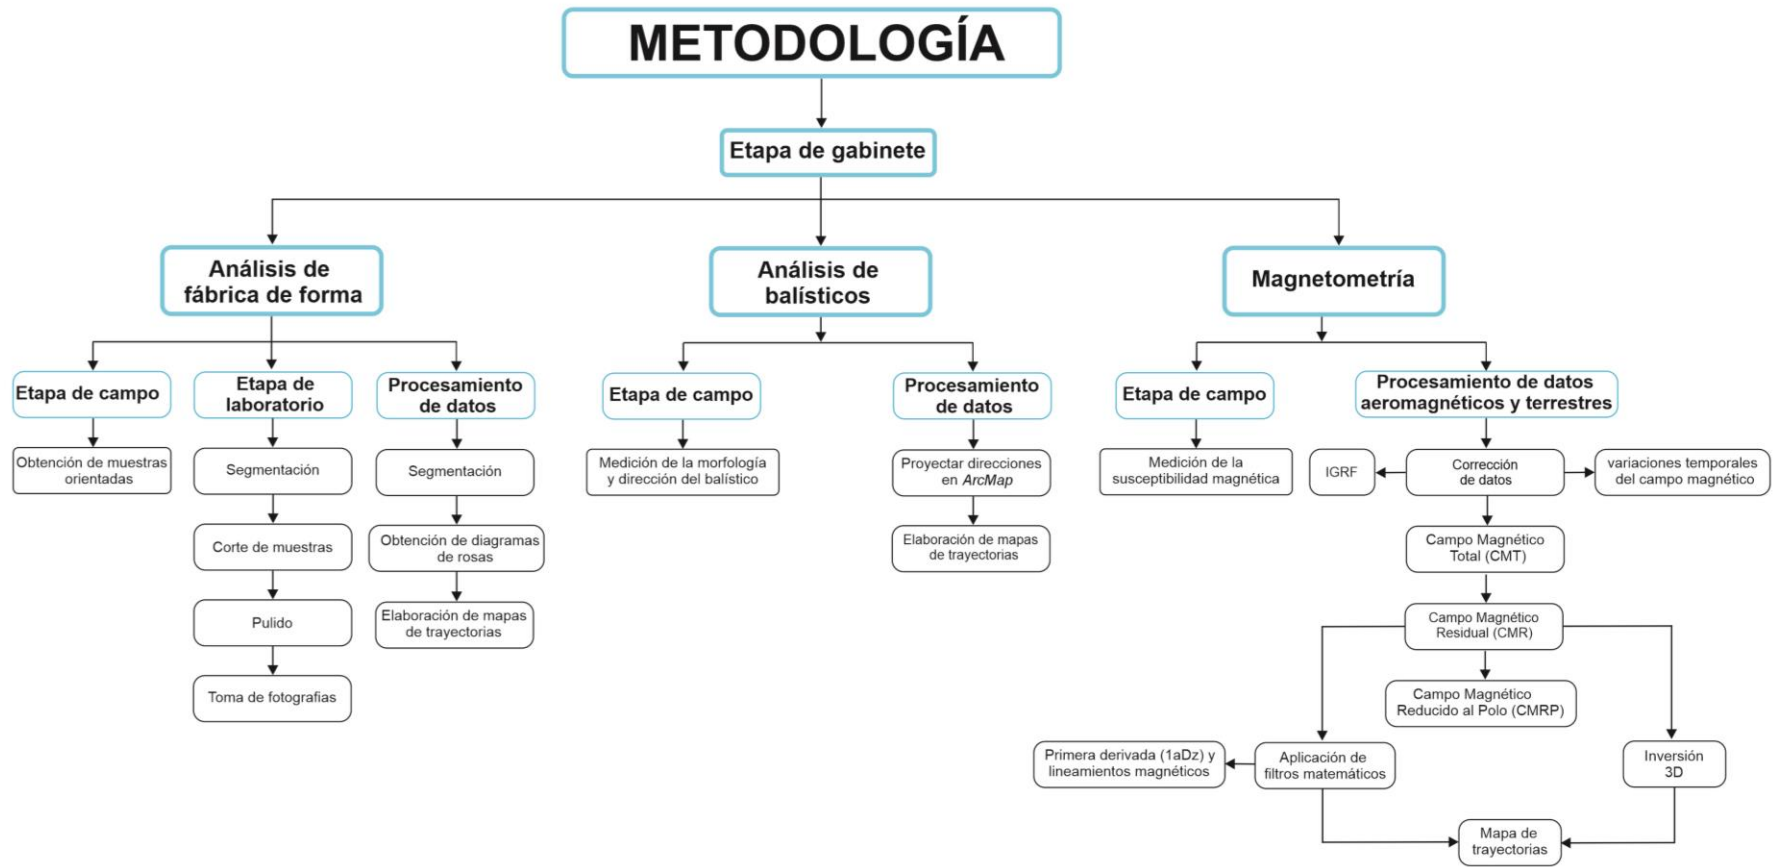 METODOLOGÍA
Etapa de gabinete
Análisis de
fábrica de forma
Análisis de
balísticos
Magnetometría
Etapa de campo
Etapa de
laboratorio
Procesamiento
de datos
Etapa de campo
Procesamiento
de datos
Etapa de campo
Procesamiento de datos
aeromagnéticos y terrestres
Obtención de muestras
orientadas
Segmentación
Corte de muestras
Pulido
Toma de fotografias
Segmentación
Obtención de diagramas
de rosas
Elaboración de mapas
de trayectorias
Medición de la morfología
y dirección del balístico
Proyectar direcciones
en ArcMap
Elaboración de mapas
de trayectorias
Medición de la
susceptibilidad magnética
IGRF
Corrección
de datos
variaciones temporales
del campo magnético
Campo Magnético
Total (CMT)
Campo Magnético
Residual (CMR)
Campo Magnético
Reducido al Polo (CMRP)
Primera derivada (1aDz) y
lineamientos magnéticos
Aplicación de
filtros matemáticos
Inversión
3D
Mapa de
trayectorias